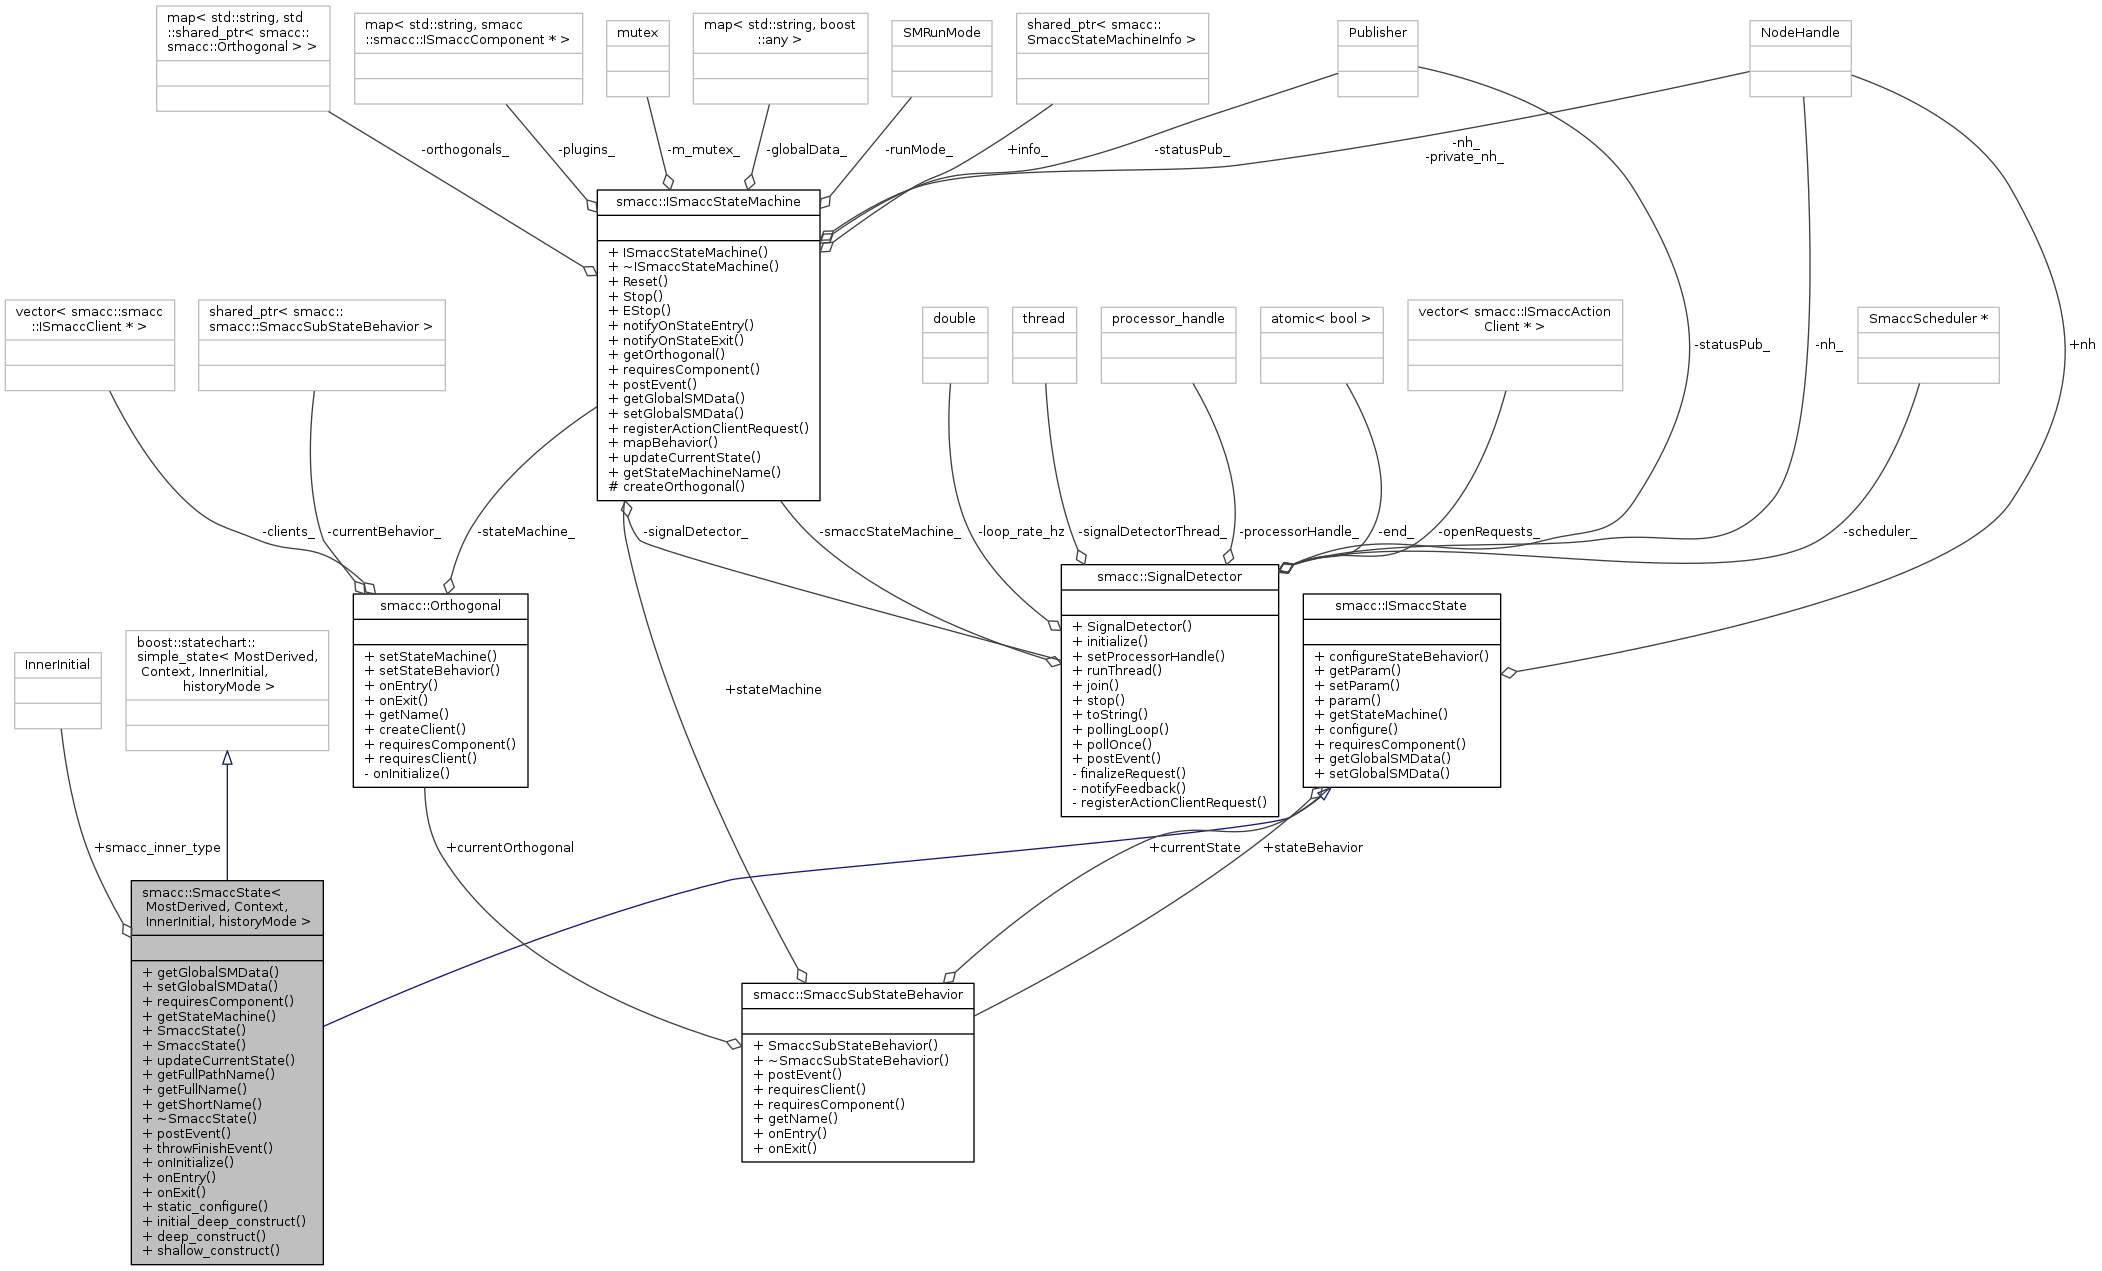 map< std::string, std
::shared_ptr< smacc::
smacc::Orthogonal > >
map< std::string, smacc
::smacc::ISmaccComponent * >
mutex
map< std::string, boost
::any >
SMRunMode
shared_ptr< smacc::
SmaccStateMachineInfo >
Publisher
NodeHandle
-orthogonals_
-plugins_
-m_mutex_
-globalData_
-runMode_
+info_
-statusPub_
-nh_
-private_nh_
smacc::ISmaccStateMachine
+ ISmaccStateMachine()
+ ~ISmaccStateMachine()
+ Reset()
+ Stop()
+ EStop()
+ notifyOnStateEntry()
+ notifyOnStateExit()
+ getOrthogonal()
+ requiresComponent()
+ postEvent()
+ getGlobalSMData()
+ setGlobalSMData()
+ registerActionClientRequest()
+ mapBehavior()
+ updateCurrentState()
+ getStateMachineName()
# createOrthogonal()
vector< smacc::smacc
::ISmaccClient * >
shared_ptr< smacc::
smacc::SmaccSubStateBehavior >
double
thread
processor_handle
atomic< bool >
vector< smacc::ISmaccAction
Client * >
SmaccScheduler *
-statusPub_
-nh_
+nh
-clients_
-currentBehavior_
-stateMachine_
-signalDetector_
-smaccStateMachine_
-loop_rate_hz
-signalDetectorThread_
-processorHandle_
-end_
-openRequests_
-scheduler_
smacc::Orthogonal
+ setStateMachine()
+ setStateBehavior()
+ onEntry()
+ onExit()
+ getName()
+ createClient()
+ requiresComponent()
+ requiresClient()
- onInitialize()
smacc::SignalDetector
+ SignalDetector()
+ initialize()
+ setProcessorHandle()
+ runThread()
+ join()
+ stop()
+ toString()
+ pollingLoop()
+ pollOnce()
+ postEvent()
- finalizeRequest()
- notifyFeedback()
- registerActionClientRequest()
smacc::ISmaccState
+ configureStateBehavior()
+ getParam()
+ setParam()
+ param()
+ getStateMachine()
+ configure()
+ requiresComponent()
+ getGlobalSMData()
+ setGlobalSMData()
InnerInitial
boost::statechart::
simple_state< MostDerived,
Context, InnerInitial,
historyMode >
+stateMachine
+smacc_inner_type
+currentOrthogonal
+currentState
+stateBehavior
smacc::SmaccState<
MostDerived, Context,
InnerInitial, historyMode >
+ getGlobalSMData()
+ setGlobalSMData()
+ requiresComponent()
+ getStateMachine()
+ SmaccState()
+ SmaccState()
+ updateCurrentState()
+ getFullPathName()
+ getFullName()
+ getShortName()
+ ~SmaccState()
+ postEvent()
+ throwFinishEvent()
+ onInitialize()
+ onEntry()
+ onExit()
+ static_configure()
+ initial_deep_construct()
+ deep_construct()
+ shallow_construct()
smacc::SmaccSubStateBehavior
+ SmaccSubStateBehavior()
+ ~SmaccSubStateBehavior()
+ postEvent()
+ requiresClient()
+ requiresComponent()
+ getName()
+ onEntry()
+ onExit()